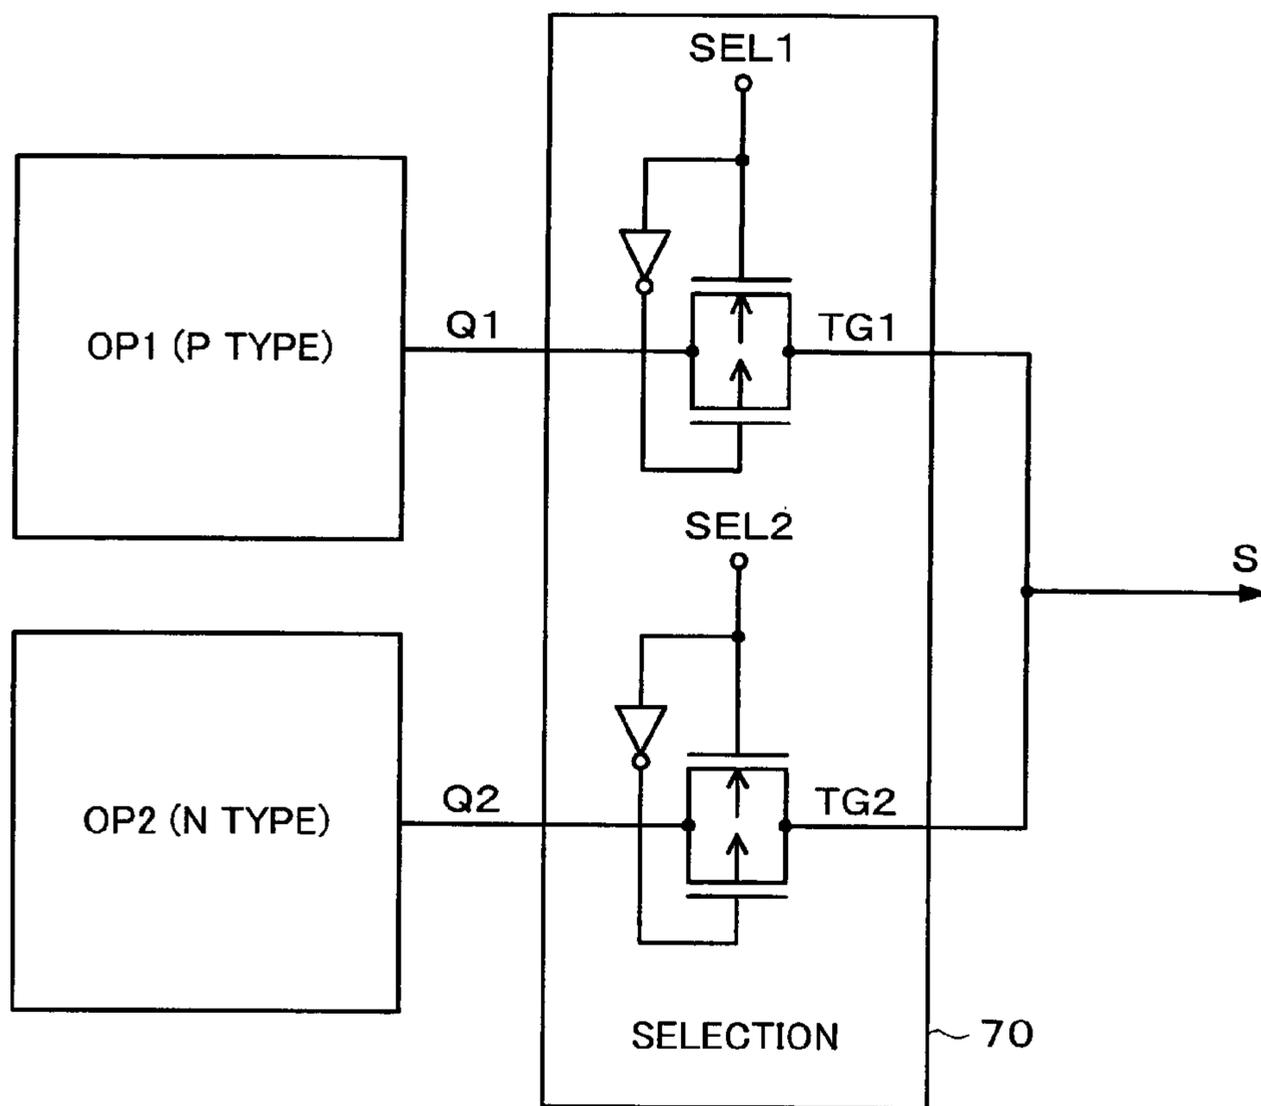 SEL1
OP1 (P TYPE)
Q1
TG1
SEL2
S
OP2 (N TYPE)
Q2
TG2
SELECTION
70